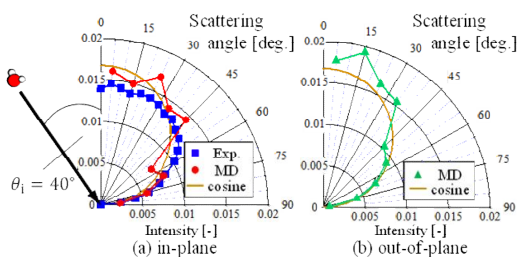 Scattering
angle [deg.]
0
15
30
45
60
75
90
0.02
0.015
0.01
0.005
0
0
0.005
0.01
0.015
0.02
Intensity [-]
θi = 40°
Exp.
MD
cosine
(a) in-plane
Scattering
angle [deg.]
0
15
30
45
60
75
90
0.02
0.015
0.01
0.005
0
0
0.005
0.01
0.015
0.02
Intensity [-]
MD
cosine
(b) out-of-plane